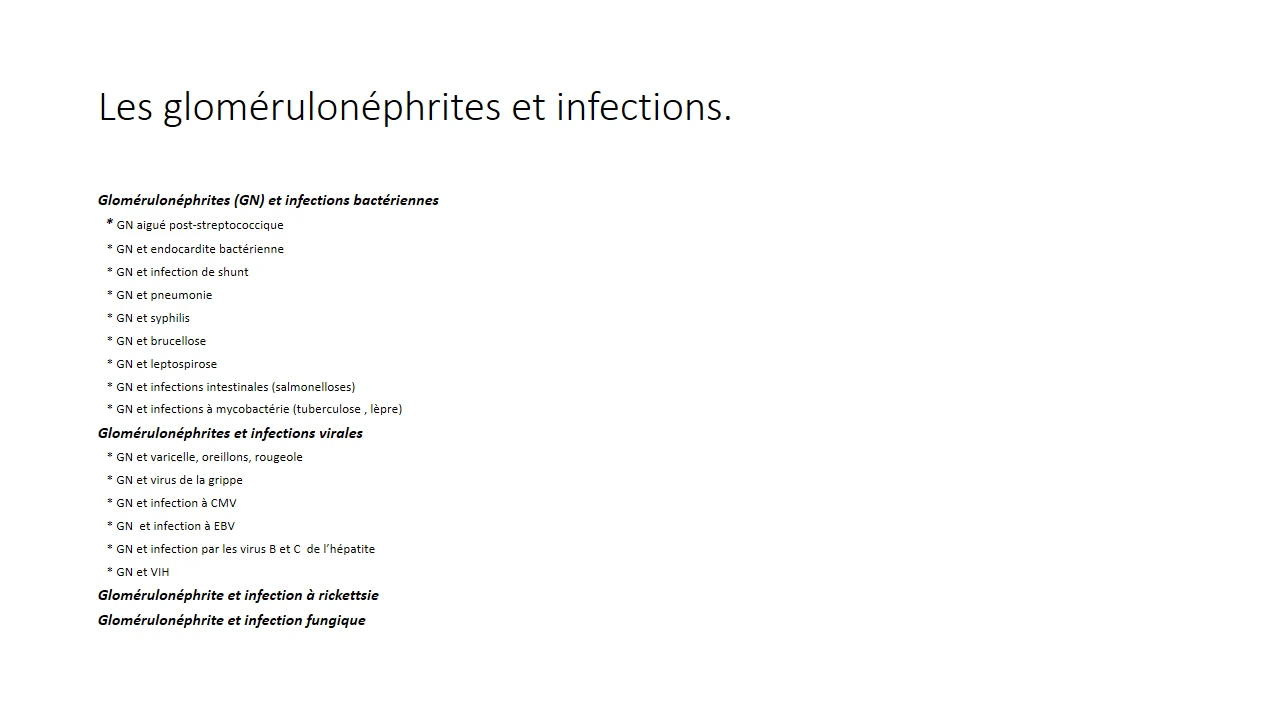 Les glomérulonéphrites et infections.
Glomérulonéphrites (GN) et infections bactériennes
* GN aigué post-streptococcique
* GN et endocardite bactérienne
* GN et infection de shunt
* GN et pneumonie
* GN et syphilis
* GN et brucellose
* GN et leptospirose
* GN et infections intestinales (salmonelloses)
* GN et infections à mycobactérie (tuberculose , lèpre)
Glomérulonéphrites et infections virales
* GN et varicelle, oreillons, rougeole
* GN et virus de la grippe
* GN et infection à CMV
* GN  et infection à EBV
* GN et infection par les virus B et C  de l’hépatite
* GN et VIH
Glomérulonéphrite et infection à rickettsie
Glomérulonéphrite et infection fungique